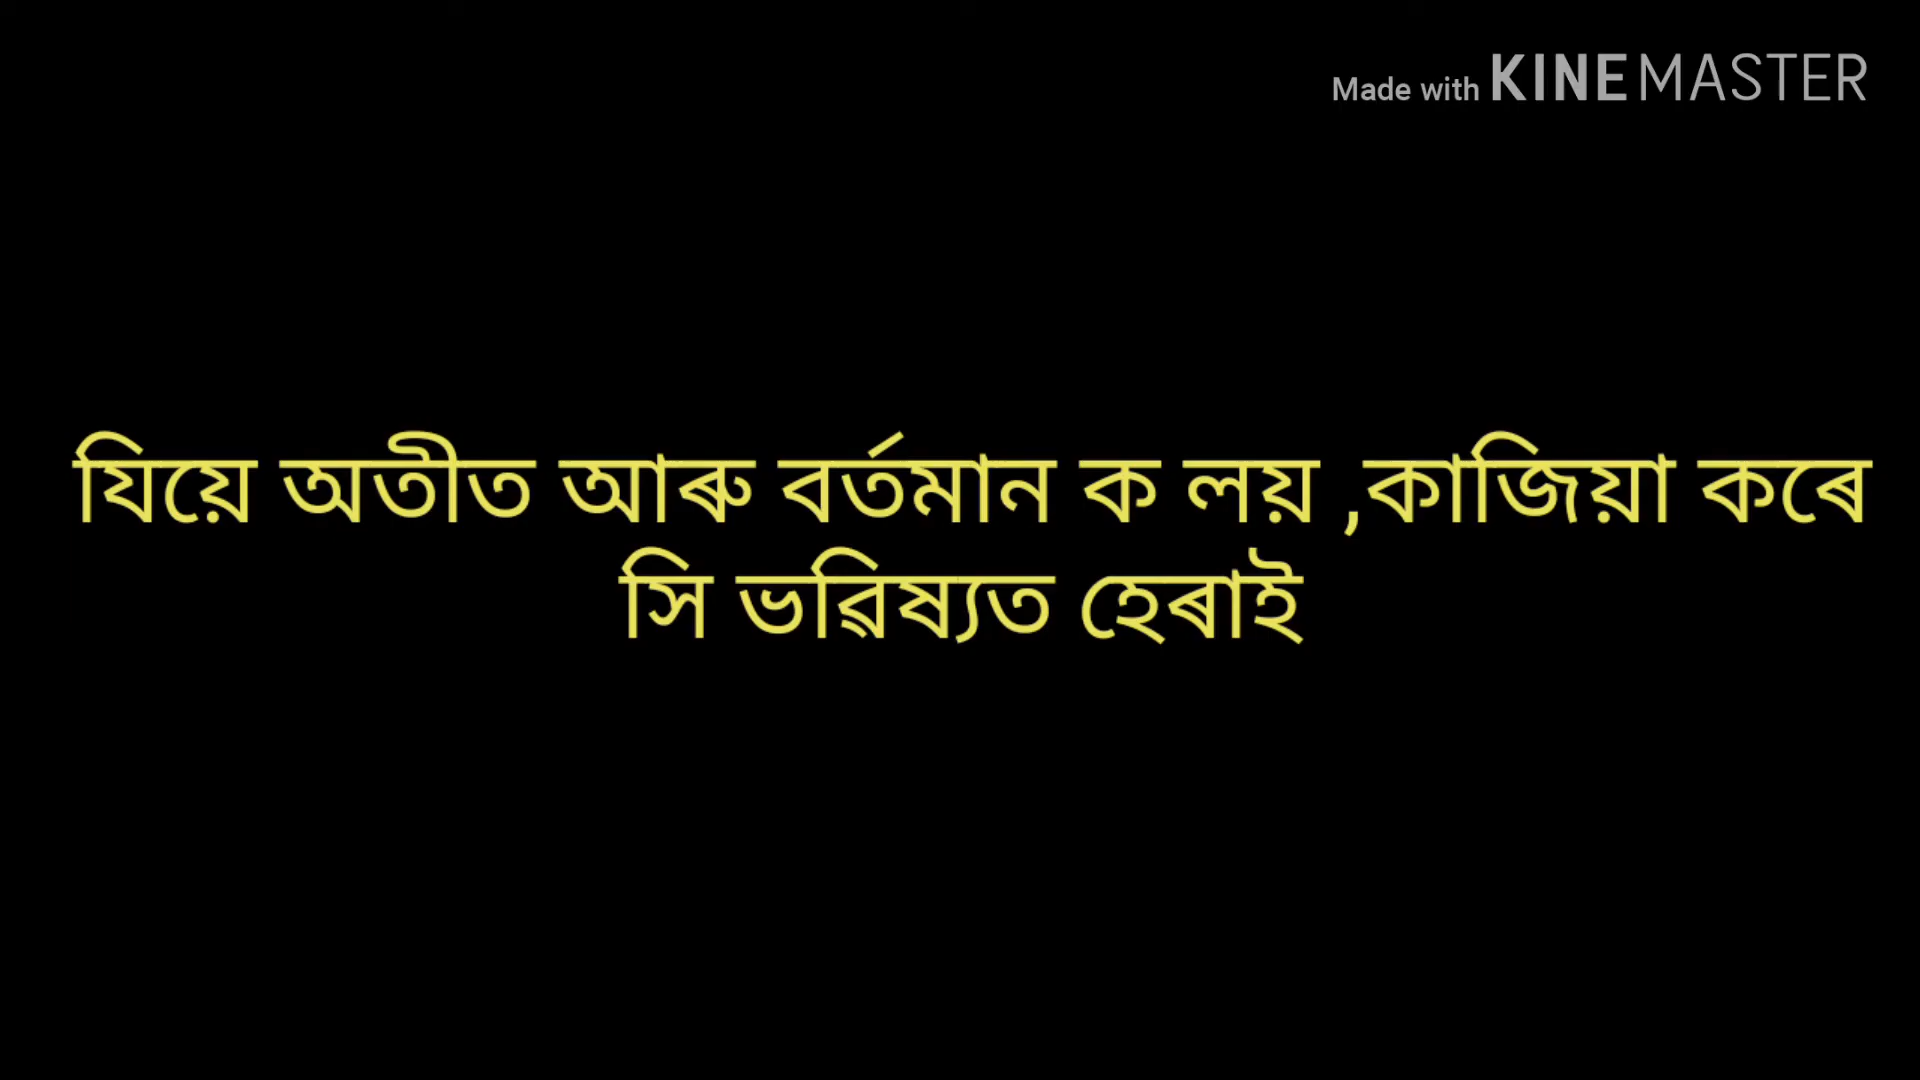 Made with KINEMASTER
যিয়ে অতীত আৰু বৰ্তমান ক লয় ,কাজিয়া কৰে
সি ভৱিষ্যত হেৰাই